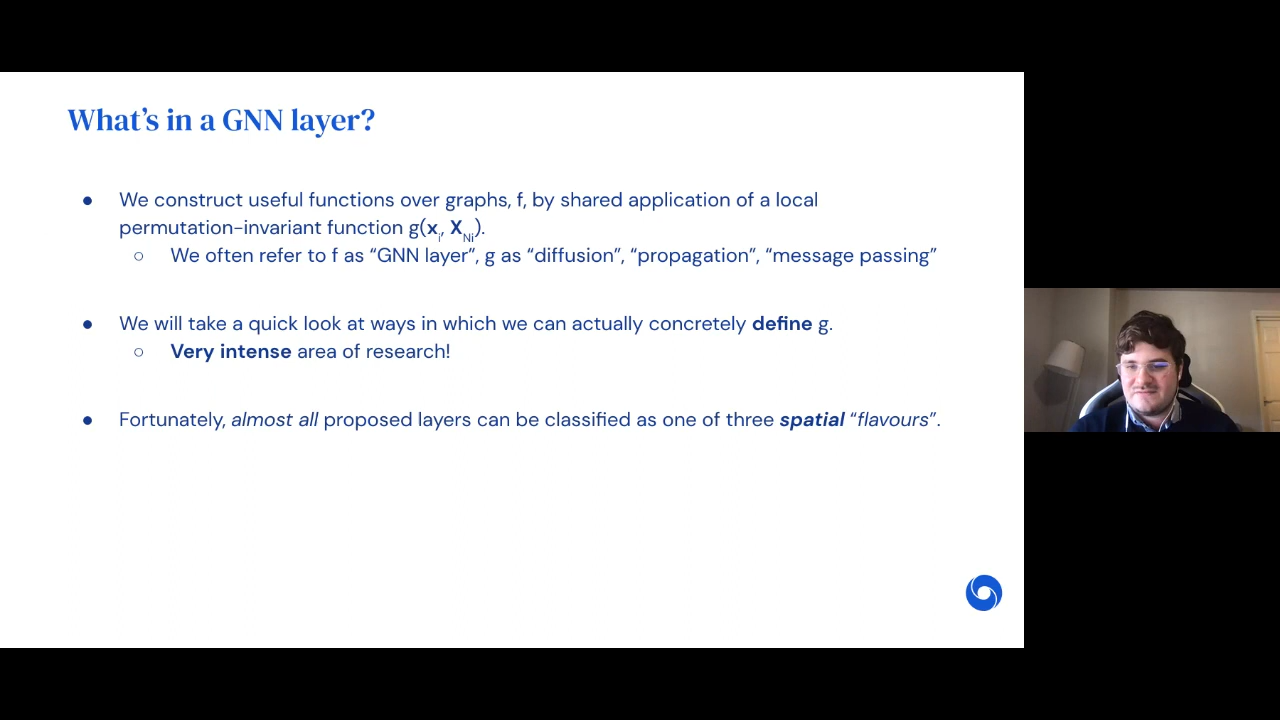 What's in a GNN layer?
● We construct useful functions over graphs, f, by shared application of a local
permutation-invariant function g(xᵢ, X_Ni).
○ We often refer to f as “GNN layer”, g as “diffusion”, “propagation”, “message passing”
● We will take a quick look at ways in which we can actually concretely define g.
○ Very intense area of research!
● Fortunately, almost all proposed layers can be classified as one of three spatial “flavours”.